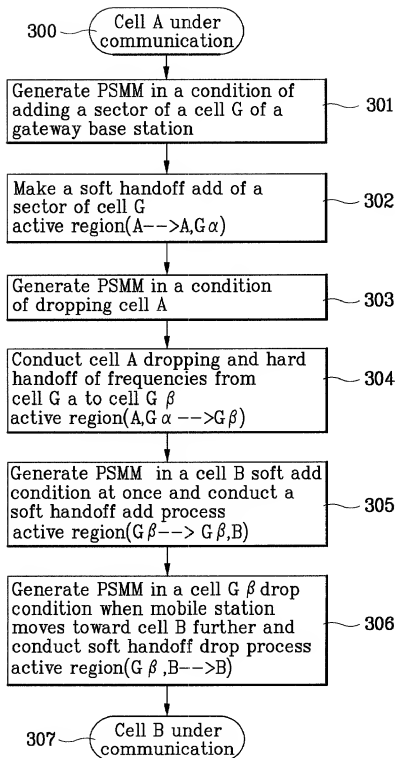 300
Cell A under
communication
Generate PSMM in a condition of
adding a sector of a cell G of a
gateway base station
301
Make a soft handoff add of a
sector of cell G
active region(A-->A,G α)
302
Generate PSMM in a condition
of dropping cell A
303
Conduct cell A dropping and hard
handoff of frequencies from
cell G a to cell G β
active region(A,G α -->G β)
304
Generate PSMM in a cell B soft add
condition at once and conduct a
soft handoff add process
active region(G β--> G β,B)
305
Generate PSMM in a cell G β drop
condition when mobile station
moves toward cell B further and
conduct soft handoff drop process
active region(G β ,B-->B)
306
307
Cell B under
communication